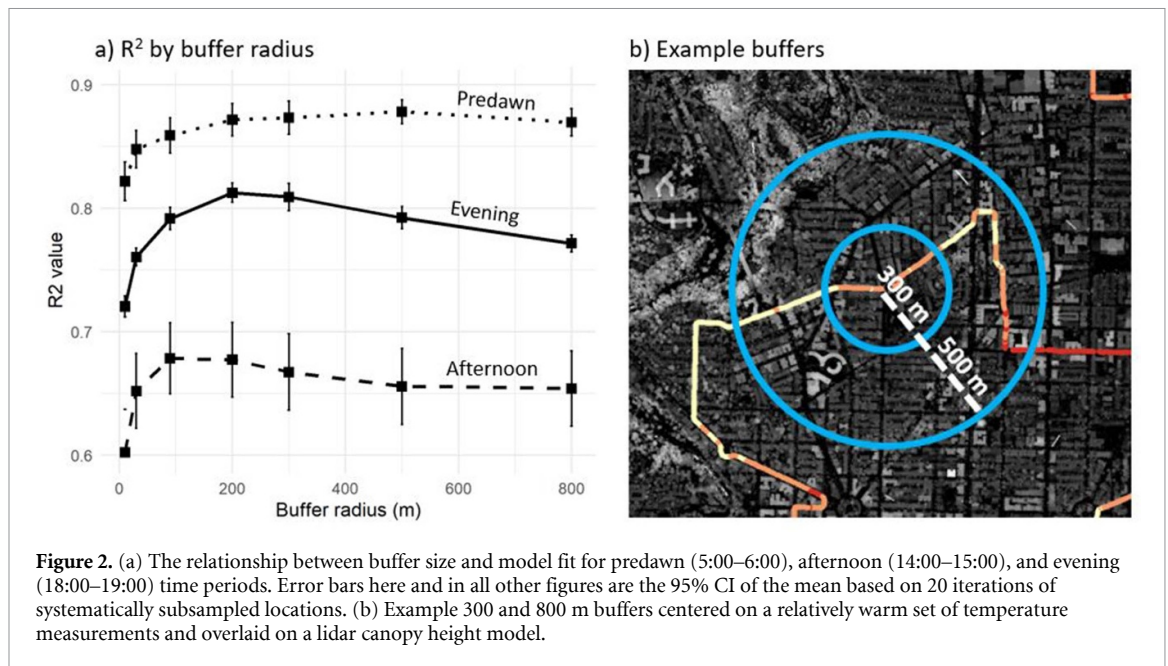 a) R² by buffer radius
0.9
0.8
0.7
0.6
R2 value
Predawn
Evening
Afternoon
0 200 400 600 800
Buffer radius (m)
b) Example buffers
300 m
500 m
Figure 2. (a) The relationship between buffer size and model fit for predawn (5:00–6:00), afternoon (14:00–15:00), and evening
(18:00–19:00) time periods. Error bars here and in all other figures are the 95% CI of the mean based on 20 iterations of
systematically subsampled locations. (b) Example 300 and 800 m buffers centered on a relatively warm set of temperature
measurements and overlaid on a lidar canopy height model.